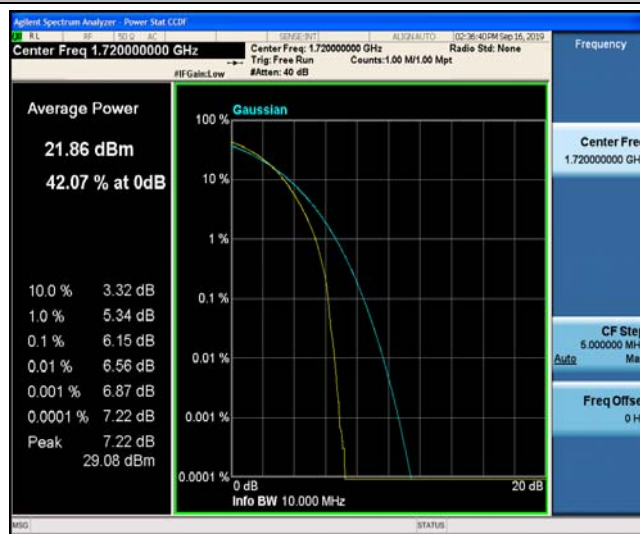 Agilent Spectrum Analyzer - Power Stat CCDF
RL RF 50 Ω AC SENSE:INT ALIGN AUTO 02:36:40 PM Sep 16, 2019
Center Freq 1.720000000 GHz
Center Freq: 1.720000000 GHz Radio Std: None
Trig: Free Run Counts:1.00 M/1.00 Mpt
#IFGain:Low #Atten: 40 dB
Frequency
Average Power
21.86 dBm
42.07 % at 0dB
10.0 % 3.32 dB
1.0 % 5.34 dB
0.1 % 6.15 dB
0.01 % 6.56 dB
0.001 % 6.87 dB
0.0001 % 7.22 dB
Peak 7.22 dB
29.08 dBm
Gaussian
100 %
10 %
1 %
0.1 %
0.01 %
0.001 %
0.0001 %
0 dB 20 dB
Info BW 10.000 MHz
Center Fre
1.720000000 GH
CF Step
5.000000 MH
Auto Ma
Freq Offse
0 H
MSG STATUS